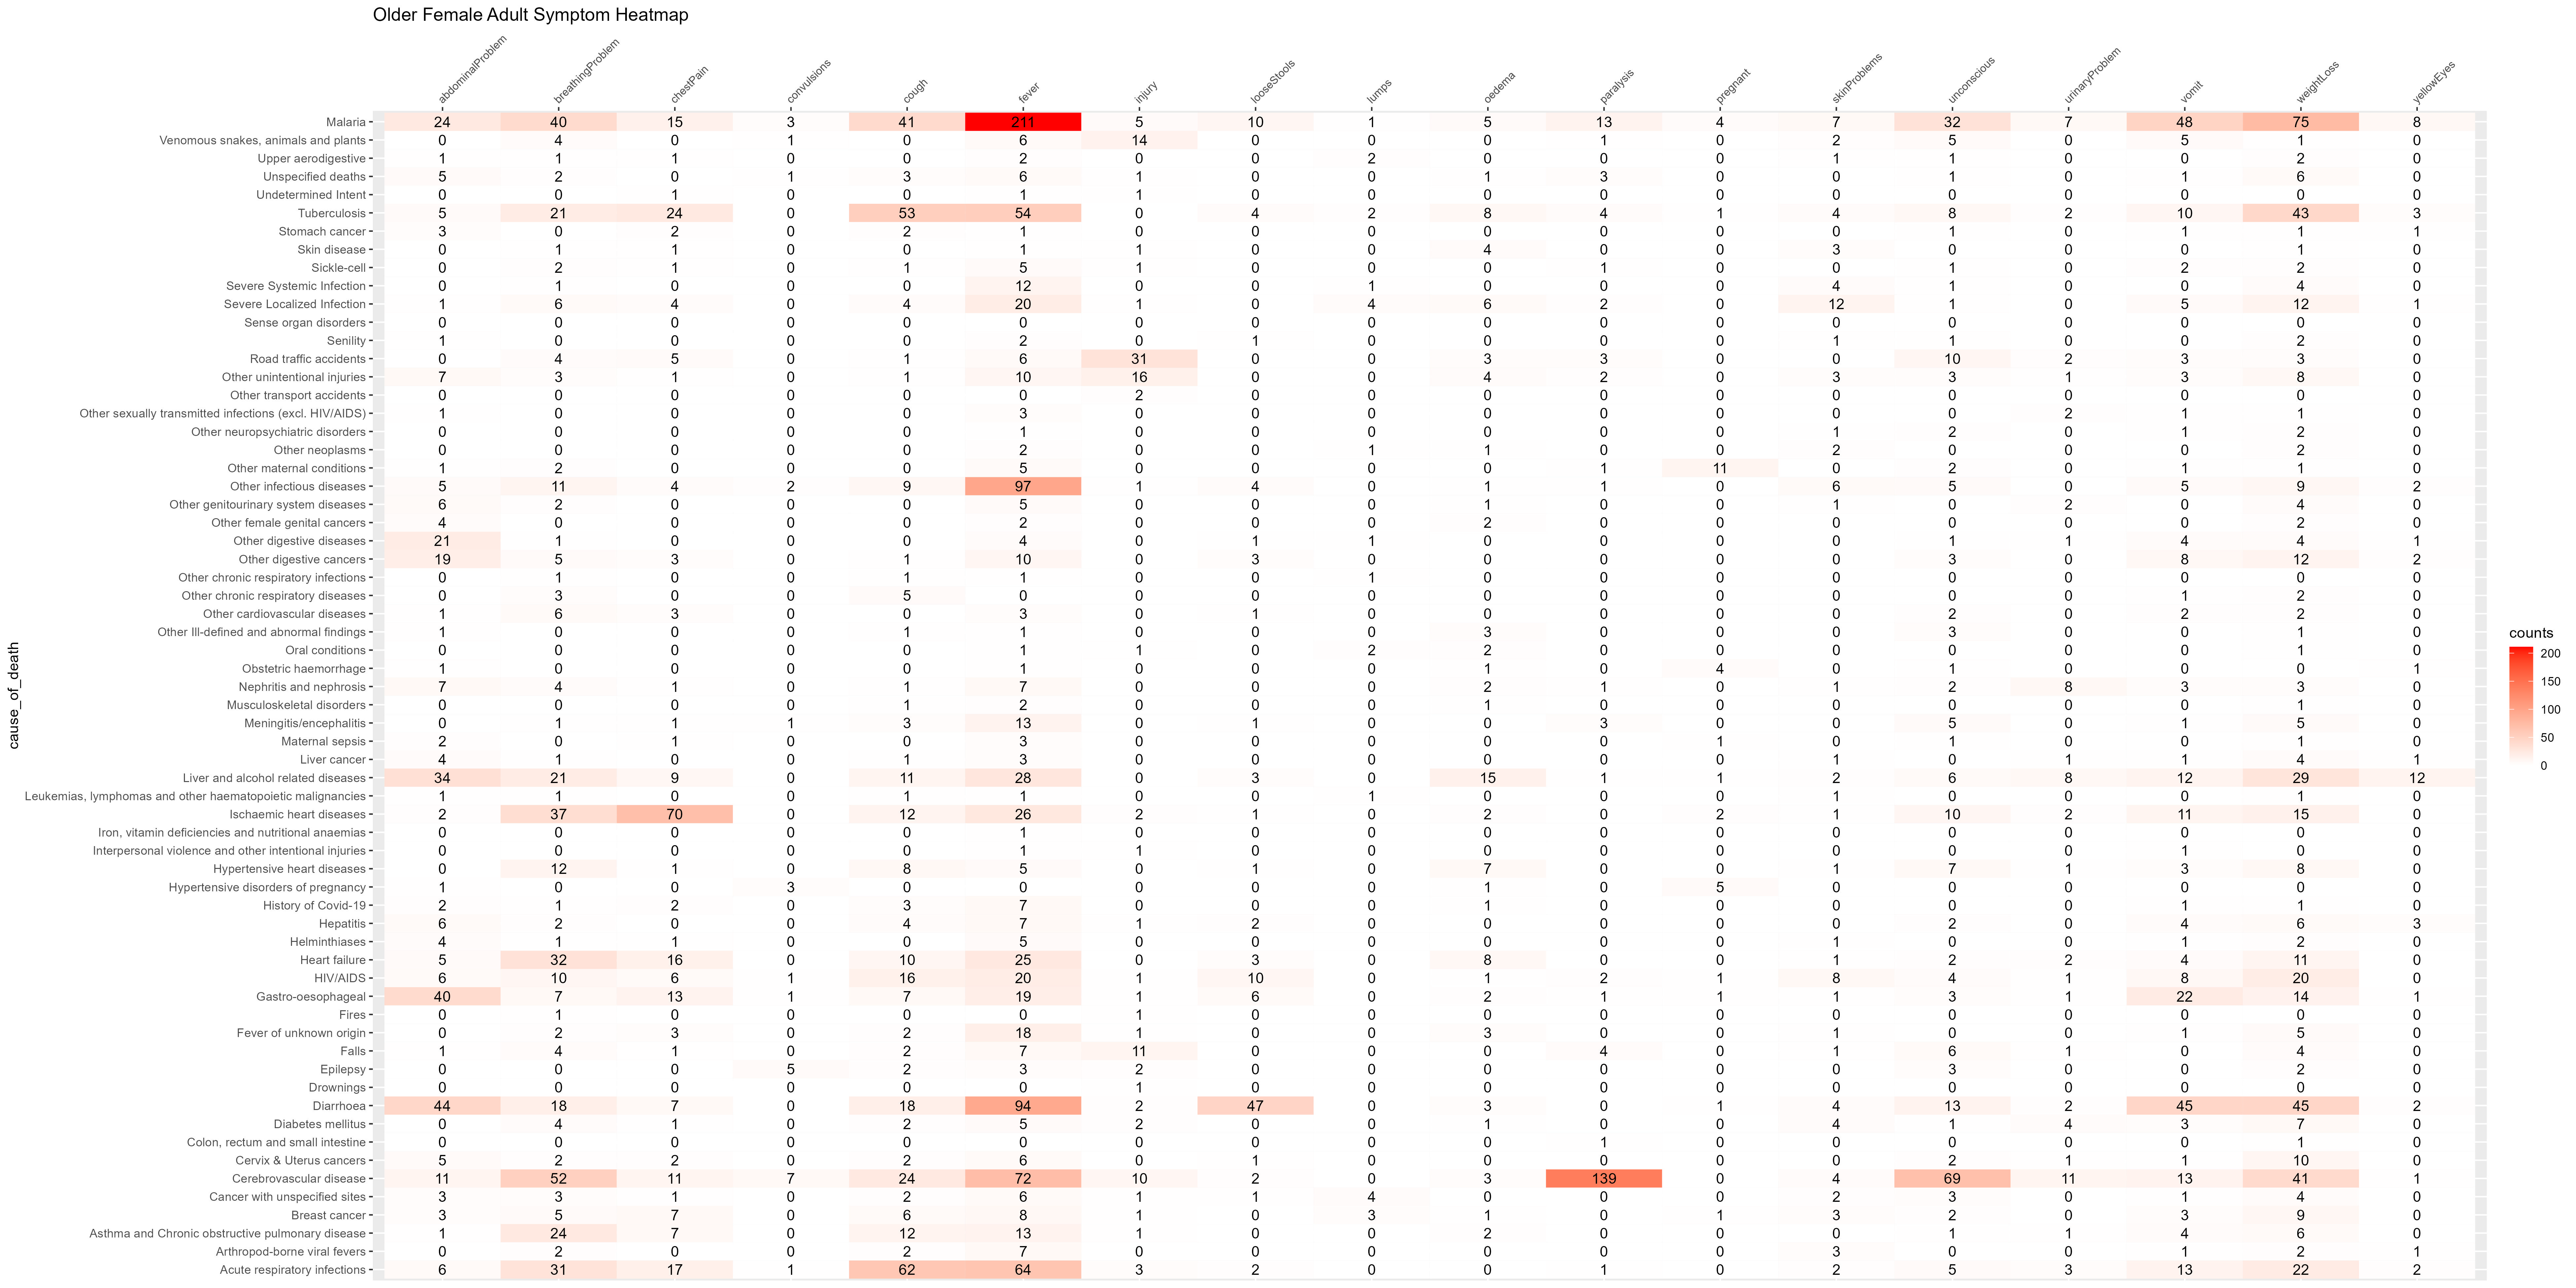 Older Female Adult Symptom Heatmap
abdominalProblem breathingProblem chestPain convulsions cough fever injury looseStools lumps oedema paralysis pregnant skinProblems unconscious urinaryProblem vomit weightLoss yellowEyes
Malaria 24 40 15 3 41 211 5 10 1 5 13 4 7 32 7 48 75 8
Venomous snakes, animals and plants 0 4 0 1 0 6 14 0 0 0 1 0 2 5 0 5 1 0
Upper aerodigestive 1 1 1 0 0 2 0 0 2 0 0 0 1 1 0 0 2 0
Unspecified deaths 5 2 0 1 3 6 1 0 0 1 3 0 0 1 0 1 6 0
Undetermined Intent 0 0 1 0 0 1 1 0 0 0 0 0 0 0 0 0 0 0
Tuberculosis 5 21 24 0 53 54 0 4 2 8 4 1 4 8 2 10 43 3
Stomach cancer 3 0 2 0 2 1 0 0 0 0 0 0 0 1 0 1 1 1
Skin disease 0 1 1 0 0 1 1 0 0 4 0 0 3 0 0 0 1 0
Sickle-cell 0 2 1 0 1 5 1 0 0 0 1 0 0 1 0 2 2 0
Severe Systemic Infection 0 1 0 0 0 12 0 0 1 0 0 0 4 1 0 0 4 0
Severe Localized Infection 1 6 4 0 4 20 1 0 4 6 2 0 12 1 0 5 12 1
Sense organ disorders 0 0 0 0 0 0 0 0 0 0 0 0 0 0 0 0 0 0
Senility 1 0 0 0 0 2 0 1 0 0 0 0 1 1 0 0 2 0
Road traffic accidents 0 4 5 0 1 6 31 0 0 3 3 0 0 10 2 3 3 0
Other unintentional injuries 7 3 1 0 1 10 16 0 0 4 2 0 3 3 1 3 8 0
Other transport accidents 0 0 0 0 0 0 2 0 0 0 0 0 0 0 0 0 0 0
Other sexually transmitted infections (excl. HIV/AIDS) 1 0 0 0 0 3 0 0 0 0 0 0 0 0 2 1 1 0
Other neuropsychiatric disorders 0 0 0 0 0 1 0 0 0 0 0 0 1 2 0 1 2 0
Other neoplasms 0 0 0 0 0 2 0 0 1 1 0 0 2 0 0 0 2 0
Other maternal conditions 1 2 0 0 0 5 0 0 0 0 1 11 0 2 0 1 1 0
Other infectious diseases 5 11 4 2 9 97 1 4 0 1 1 0 6 5 0 5 9 2
Other genitourinary system diseases 6 2 0 0 0 5 0 0 0 1 0 0 1 0 2 0 4 0
Other female genital cancers 4 0 0 0 0 2 0 0 0 2 0 0 0 0 0 0 2 0
Other digestive diseases 21 1 0 0 0 4 0 1 1 0 0 0 0 1 1 4 4 1
Other digestive cancers 19 5 3 0 1 10 0 3 0 0 0 0 0 3 0 8 12 2
Other chronic respiratory infections 0 1 0 0 1 1 0 0 1 0 0 0 0 0 0 0 0 0
Other chronic respiratory diseases 0 3 0 0 5 0 0 0 0 0 0 0 0 0 0 1 2 0
Other cardiovascular diseases 1 6 3 0 0 3 0 1 0 0 0 0 0 2 0 2 2 0
Other Ill-defined and abnormal findings 1 0 0 0 1 1 0 0 0 3 0 0 0 3 0 0 1 0
Oral conditions 0 0 0 0 0 1 1 0 2 2 0 0 0 0 0 0 1 0
Obstetric haemorrhage 1 0 0 0 0 1 0 0 0 1 0 4 0 1 0 0 0 1
Nephritis and nephrosis 7 4 1 0 1 7 0 0 0 2 1 0 1 2 8 3 3 0
Musculoskeletal disorders 0 0 0 0 1 2 0 0 0 1 0 0 0 0 0 0 1 0
Meningitis/encephalitis 0 1 1 1 3 13 0 1 0 0 3 0 0 5 0 1 5 0
Maternal sepsis 2 0 1 0 0 3 0 0 0 0 0 1 0 1 0 0 1 0
Liver cancer 4 1 0 0 1 3 0 0 0 0 0 0 1 0 1 1 4 1
Liver and alcohol related diseases 34 21 9 0 11 28 0 3 0 15 1 1 2 6 8 12 29 12
Leukemias, lymphomas and other haematopoietic malignancies 1 1 0 0 1 1 0 0 1 0 0 0 1 0 0 0 1 0
Ischaemic heart diseases 2 37 70 0 12 26 2 1 0 2 0 2 1 10 2 11 15 0
Iron, vitamin deficiencies and nutritional anaemias 0 0 0 0 0 1 0 0 0 0 0 0 0 0 0 0 0 0
Interpersonal violence and other intentional injuries 0 0 0 0 0 1 1 0 0 0 0 0 0 0 0 1 0 0
Hypertensive heart diseases 0 12 1 0 8 5 0 1 0 7 0 0 1 7 1 3 8 0
Hypertensive disorders of pregnancy 1 0 0 3 0 0 0 0 0 1 0 5 0 0 0 0 0 0
History of Covid-19 2 1 2 0 3 7 0 0 0 1 0 0 0 0 0 1 1 0
Hepatitis 6 2 0 0 4 7 1 2 0 0 0 0 0 2 0 4 6 3
Helminthiases 4 1 1 0 0 5 0 0 0 0 0 0 1 0 0 1 2 0
Heart failure 5 32 16 0 10 25 0 3 0 8 0 0 1 2 2 4 11 0
HIV/AIDS 6 10 6 1 16 20 1 10 0 1 2 1 8 4 1 8 20 0
Gastro-oesophageal 40 7 13 1 7 19 1 6 0 2 1 1 1 3 1 22 14 1
Fires 0 1 0 0 0 0 1 0 0 0 0 0 0 0 0 0 0 0
Fever of unknown origin 0 2 3 0 2 18 1 0 0 3 0 0 1 0 0 1 5 0
Falls 1 4 1 0 2 7 11 0 0 0 4 0 1 6 1 0 4 0
Epilepsy 0 0 0 5 2 3 2 0 0 0 0 0 0 3 0 0 2 0
Drownings 0 0 0 0 0 0 1 0 0 0 0 0 0 0 0 0 0 0
Diarrhoea 44 18 7 0 18 94 2 47 0 3 0 1 4 13 2 45 45 2
Diabetes mellitus 0 4 1 0 2 5 2 0 0 1 0 0 4 1 4 3 7 0
Colon, rectum and small intestine 0 0 0 0 0 0 0 0 0 0 1 0 0 0 0 0 1 0
Cervix & Uterus cancers 5 2 2 0 2 6 0 1 0 0 0 0 0 2 1 1 10 0
Cerebrovascular disease 11 52 11 7 24 72 10 2 0 3 139 0 4 69 11 13 41 1
Cancer with unspecified sites 3 3 1 0 2 6 1 1 4 0 0 0 2 3 0 1 4 0
Breast cancer 3 5 7 0 6 8 1 0 3 1 0 1 3 2 0 3 9 0
Asthma and Chronic obstructive pulmonary disease 1 24 7 0 12 13 1 0 0 2 0 0 0 1 1 4 6 0
Arthropod-borne viral fevers 0 2 0 0 2 7 0 0 0 0 0 0 3 0 0 1 2 1
Acute respiratory infections 6 31 17 1 62 64 3 2 0 0 1 0 2 5 3 13 22 2
cause_of_death
counts
200
150
100
50
0